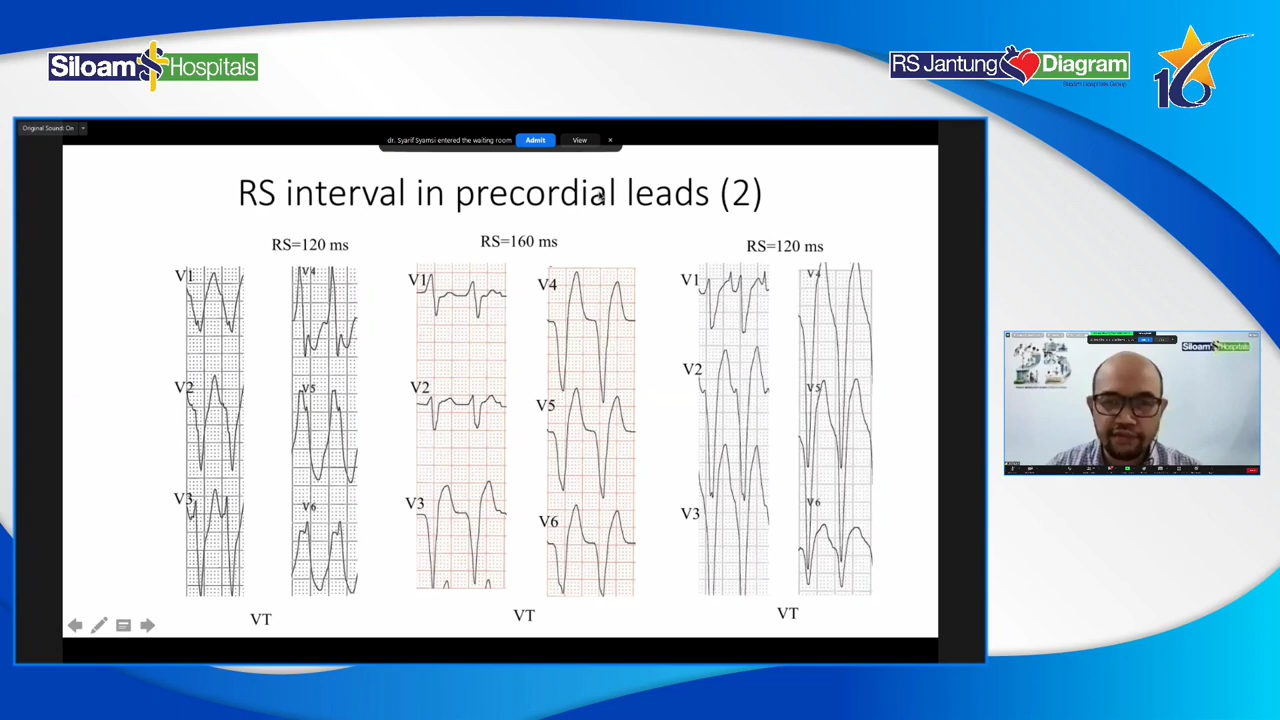 Siloam Hospitals
RS Jantung Diagram
Siloam Hospitals Group
16
Original Sound: On
dr. Syarif Syamsi entered the waiting room
Admit
View
RS interval in precordial leads (2)
RS=120 ms
RS=160 ms
RS=120 ms
V1
V4
V1
V4
V1
V4
V2
V5
V2
V5
V2
V5
V3
V6
V3
V6
V3
V6
VT
VT
VT
Siloam Hospitals